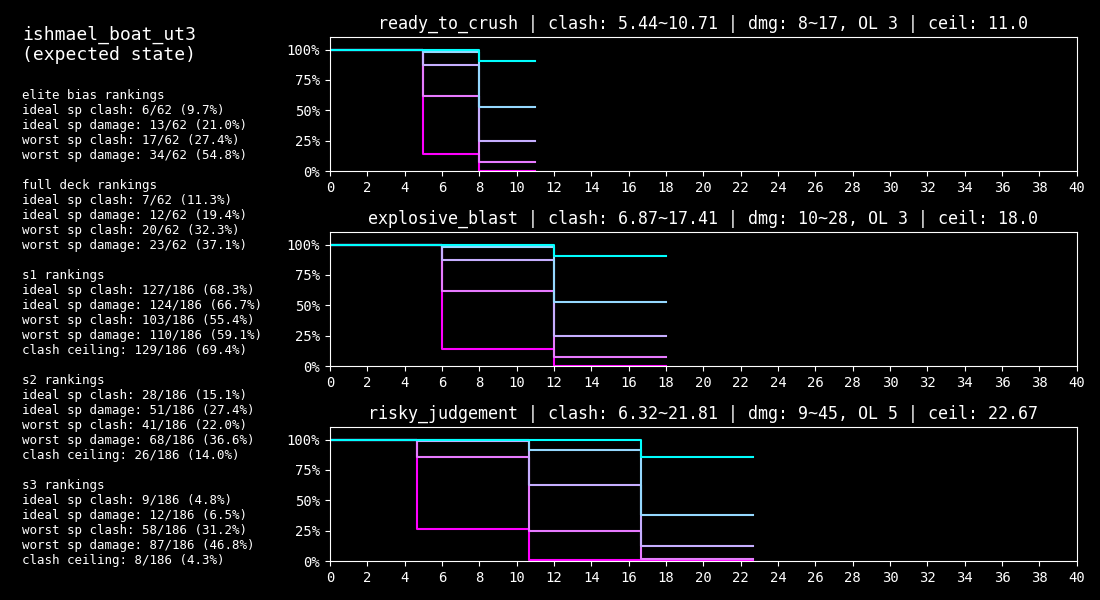 ishmael_boat_ut3
(expected state)
elite bias rankings
ideal sp clash: 6/62 (9.7%)
ideal sp damage: 13/62 (21.0%)
worst sp clash: 17/62 (27.4%)
worst sp damage: 34/62 (54.8%)
full deck rankings
ideal sp clash: 7/62 (11.3%)
ideal sp damage: 12/62 (19.4%)
worst sp clash: 20/62 (32.3%)
worst sp damage: 23/62 (37.1%)
s1 rankings
ideal sp clash: 127/186 (68.3%)
ideal sp damage: 124/186 (66.7%)
worst sp clash: 103/186 (55.4%)
worst sp damage: 110/186 (59.1%)
clash ceiling: 129/186 (69.4%)
s2 rankings
ideal sp clash: 28/186 (15.1%)
ideal sp damage: 51/186 (27.4%)
worst sp clash: 41/186 (22.0%)
worst sp damage: 68/186 (36.6%)
clash ceiling: 26/186 (14.0%)
s3 rankings
ideal sp clash: 9/186 (4.8%)
ideal sp damage: 12/186 (6.5%)
worst sp clash: 58/186 (31.2%)
worst sp damage: 87/186 (46.8%)
clash ceiling: 8/186 (4.3%)
ready_to_crush | clash: 5.44~10.71 | dmg: 8~17, OL 3 | ceil: 11.0
100%
75%
50%
25%
0%
0 2 4 6 8 10 12 14 16 18 20 22 24 26 28 30 32 34 36 38 40
explosive_blast | clash: 6.87~17.41 | dmg: 10~28, OL 3 | ceil: 18.0
100%
75%
50%
25%
0%
0 2 4 6 8 10 12 14 16 18 20 22 24 26 28 30 32 34 36 38 40
risky_judgement | clash: 6.32~21.81 | dmg: 9~45, OL 5 | ceil: 22.67
100%
75%
50%
25%
0%
0 2 4 6 8 10 12 14 16 18 20 22 24 26 28 30 32 34 36 38 40